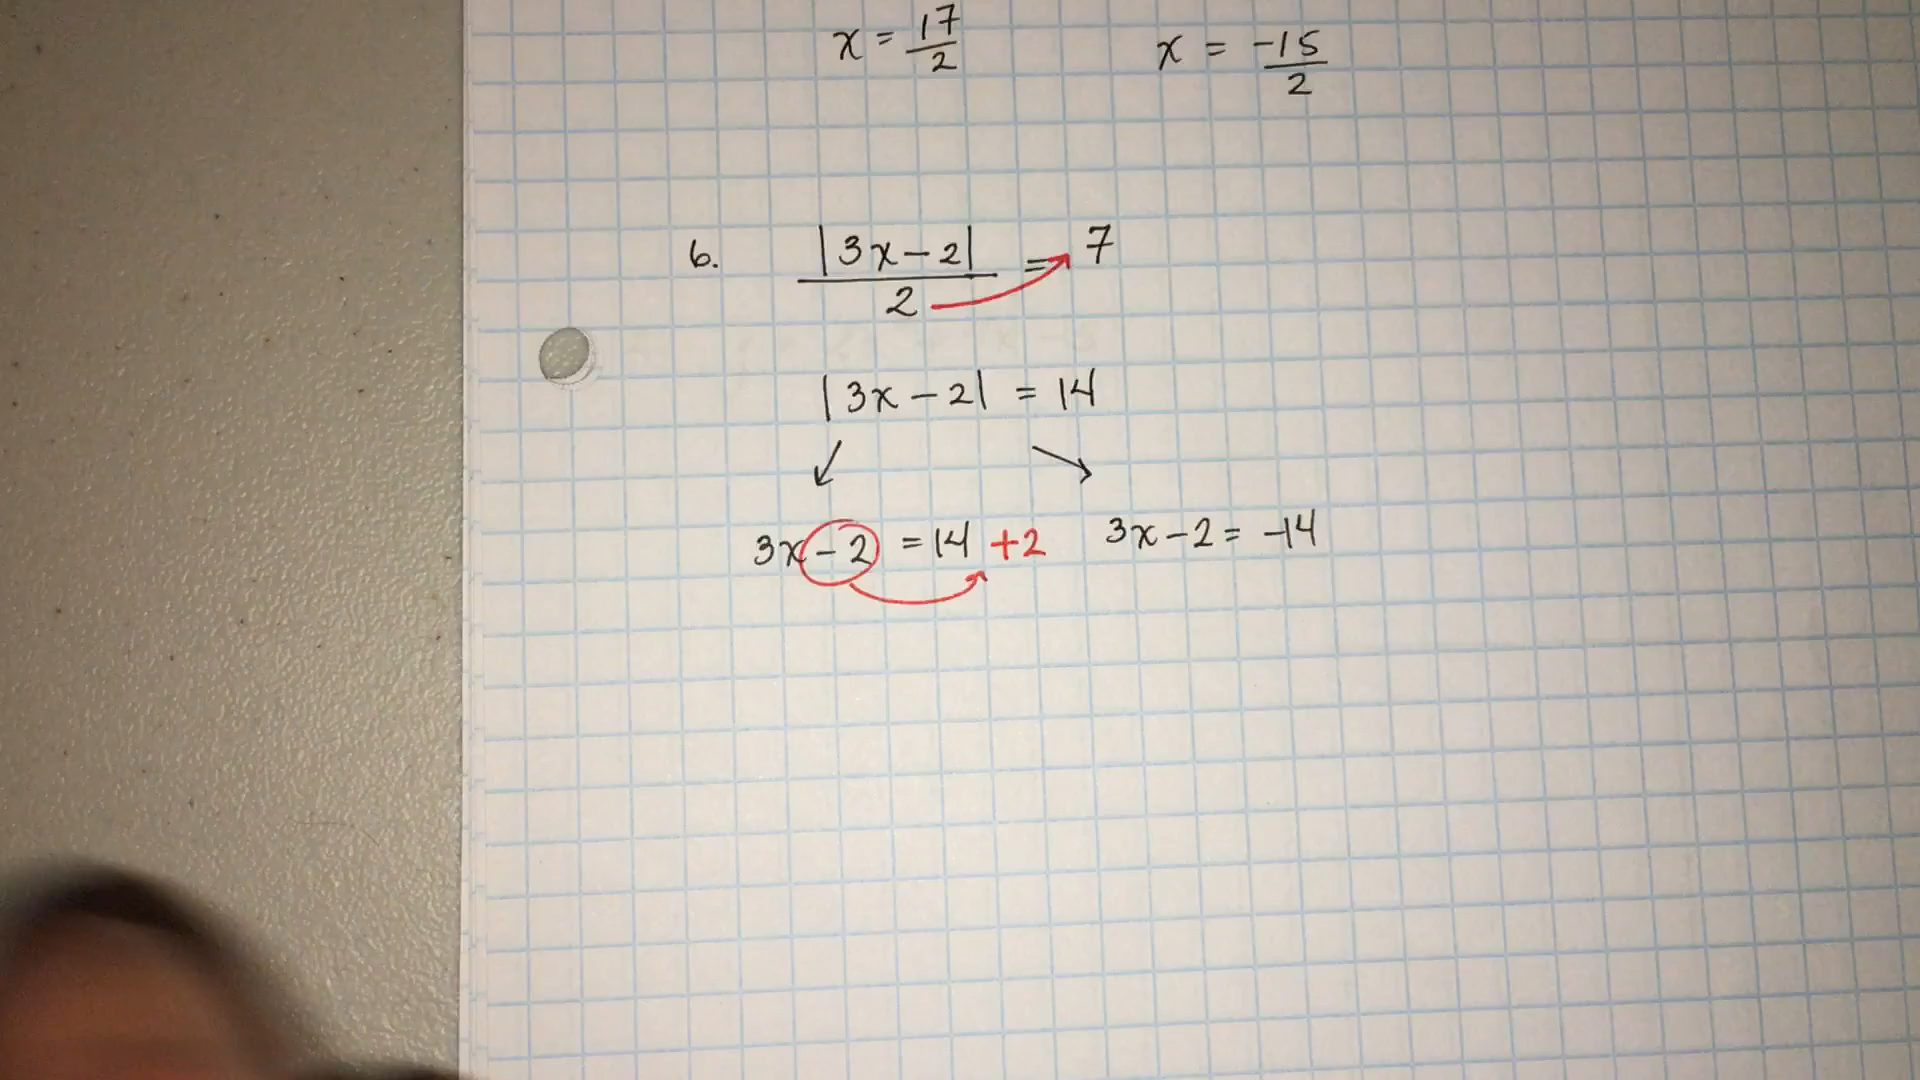 x = 17/2    x = -15/2
6. |3x-2|/2 = 7
|3x-2| = 14
3x-2 = 14 +2    3x-2 = -14